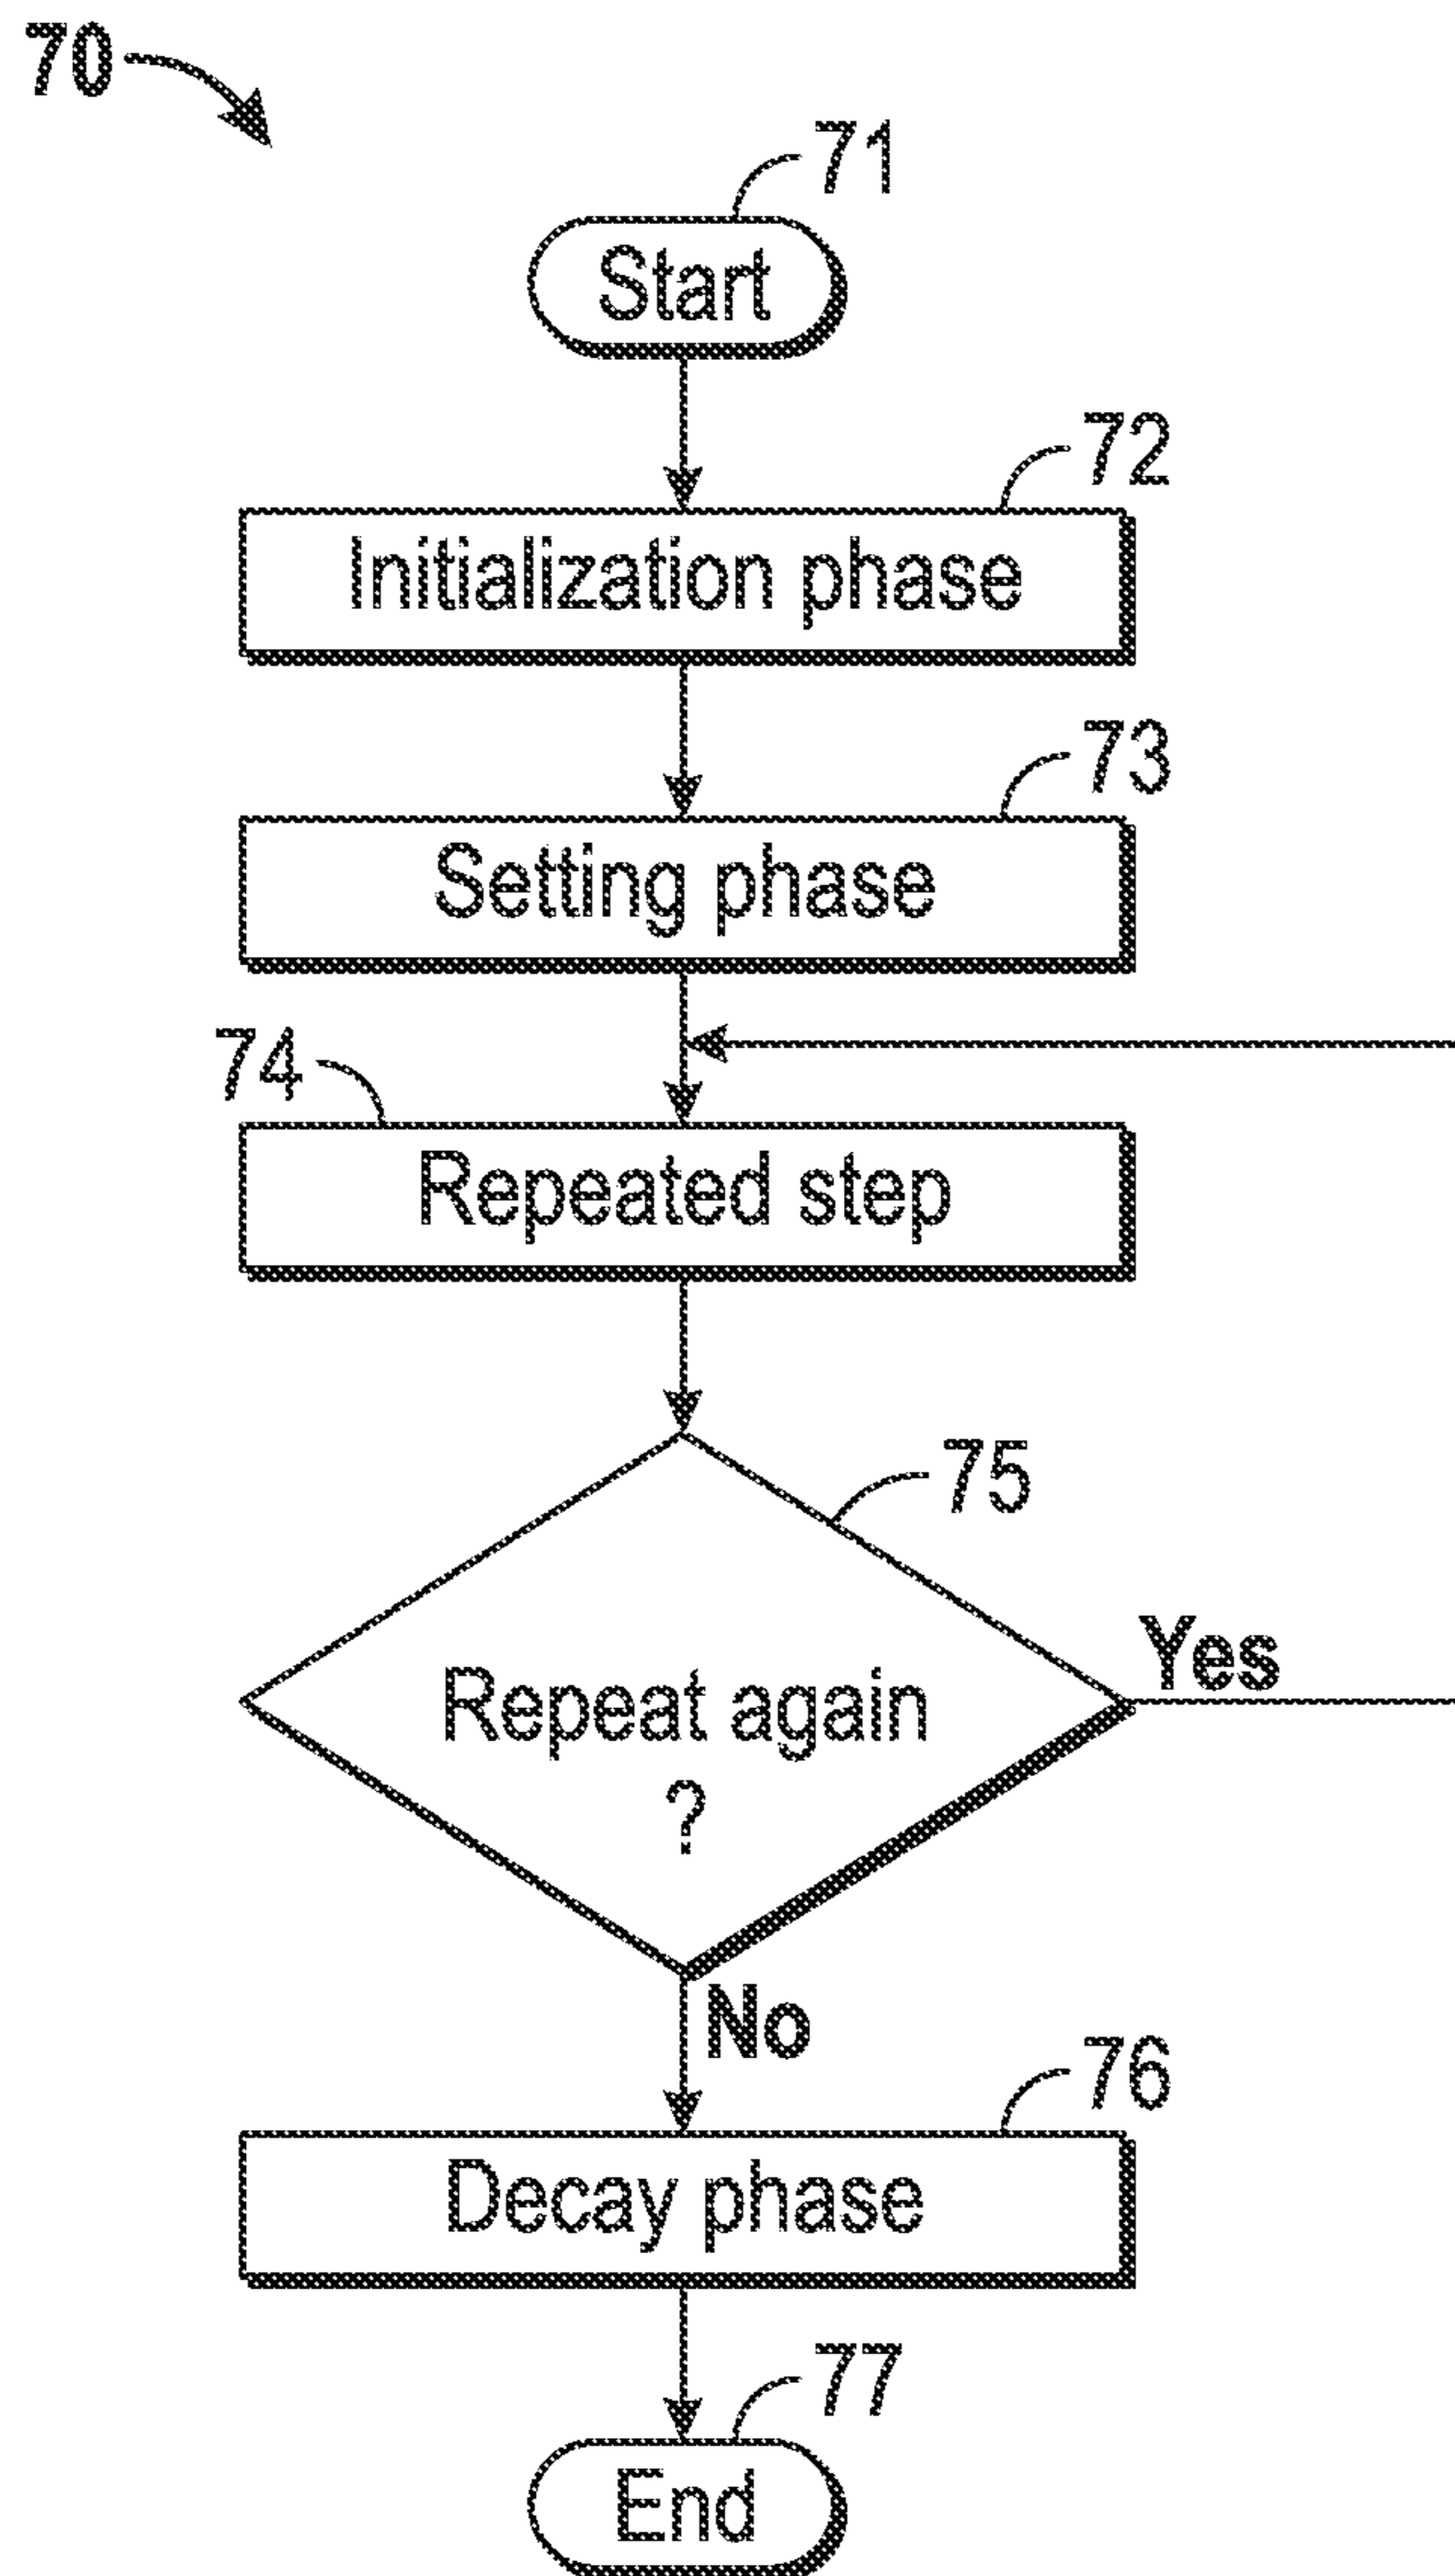 70
71
Start
72
Initialization phase
73
Setting phase
74
Repeated step
75
Yes
Repeat again
?
No
76
Decay phase
77
End